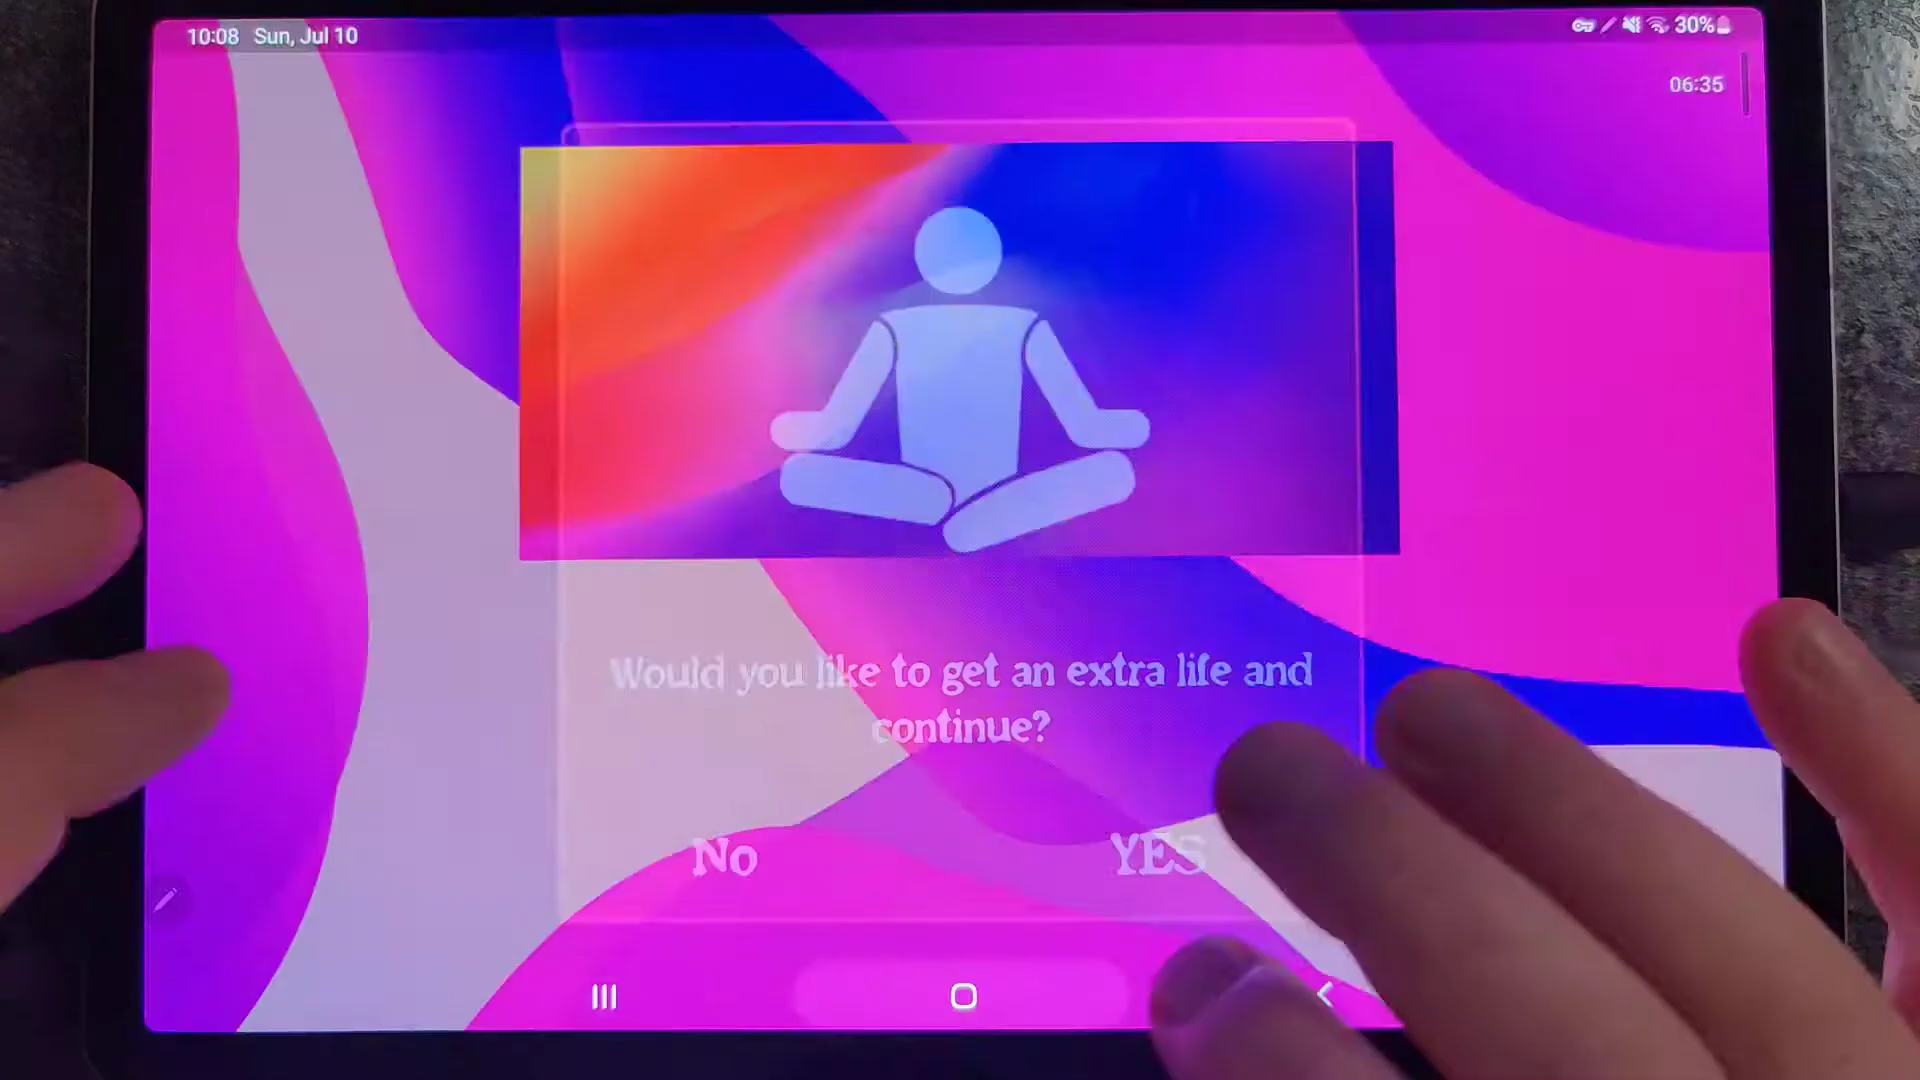 10:08 Sun, Jul 10
30%
06:35
Would you like to get an extra life and
continue?
No YES